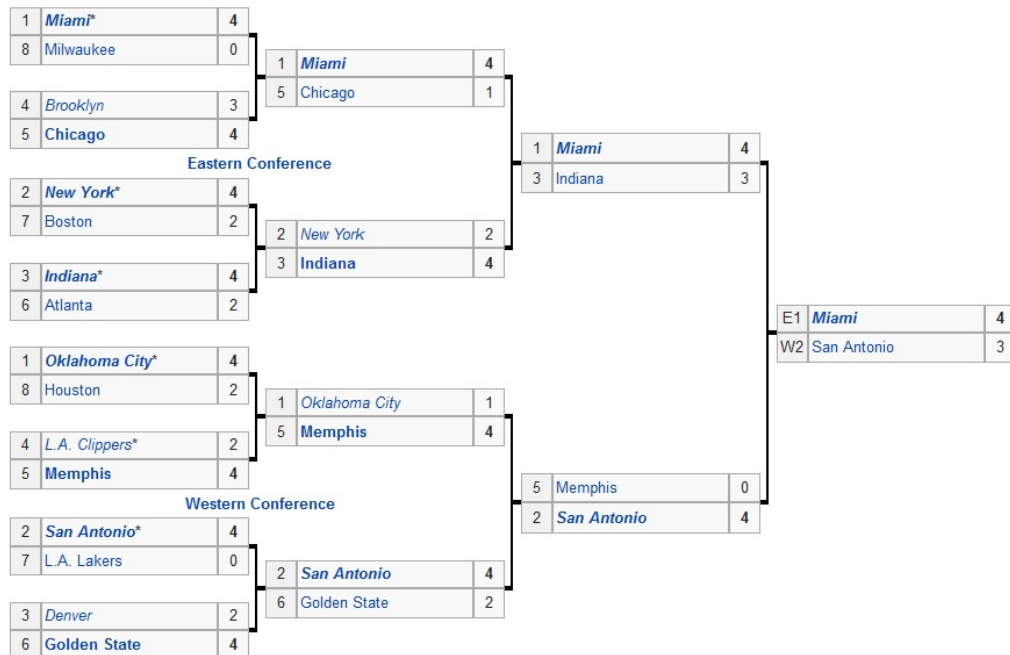 1 Miami* 4
8 Milwaukee 0
1 Miami 4
5 Chicago 1
4 Brooklyn 3
5 Chicago 4
1 Miami 4
3 Indiana 3
Eastern Conference
2 New York* 4
7 Boston 2
2 New York 2
3 Indiana 4
3 Indiana* 4
6 Atlanta 2
E1 Miami 4
W2 San Antonio 3
1 Oklahoma City* 4
8 Houston 2
1 Oklahoma City 1
5 Memphis 4
4 L.A. Clippers* 2
5 Memphis 4
5 Memphis 0
2 San Antonio 4
Western Conference
2 San Antonio* 4
7 L.A. Lakers 0
2 San Antonio 4
6 Golden State 2
3 Denver 2
6 Golden State 4